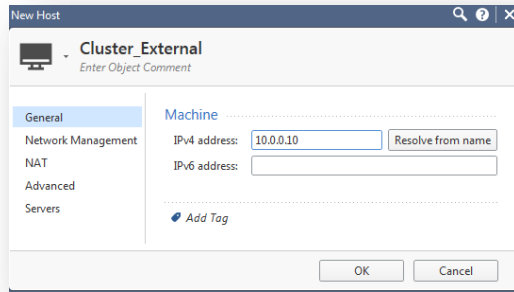 New Host
Cluster_External
Enter Object Comment
General
Network Management
NAT
Advanced
Servers
Machine
IPv4 address: 10.0.0.10 Resolve from name
IPv6 address:
Add Tag
OK Cancel